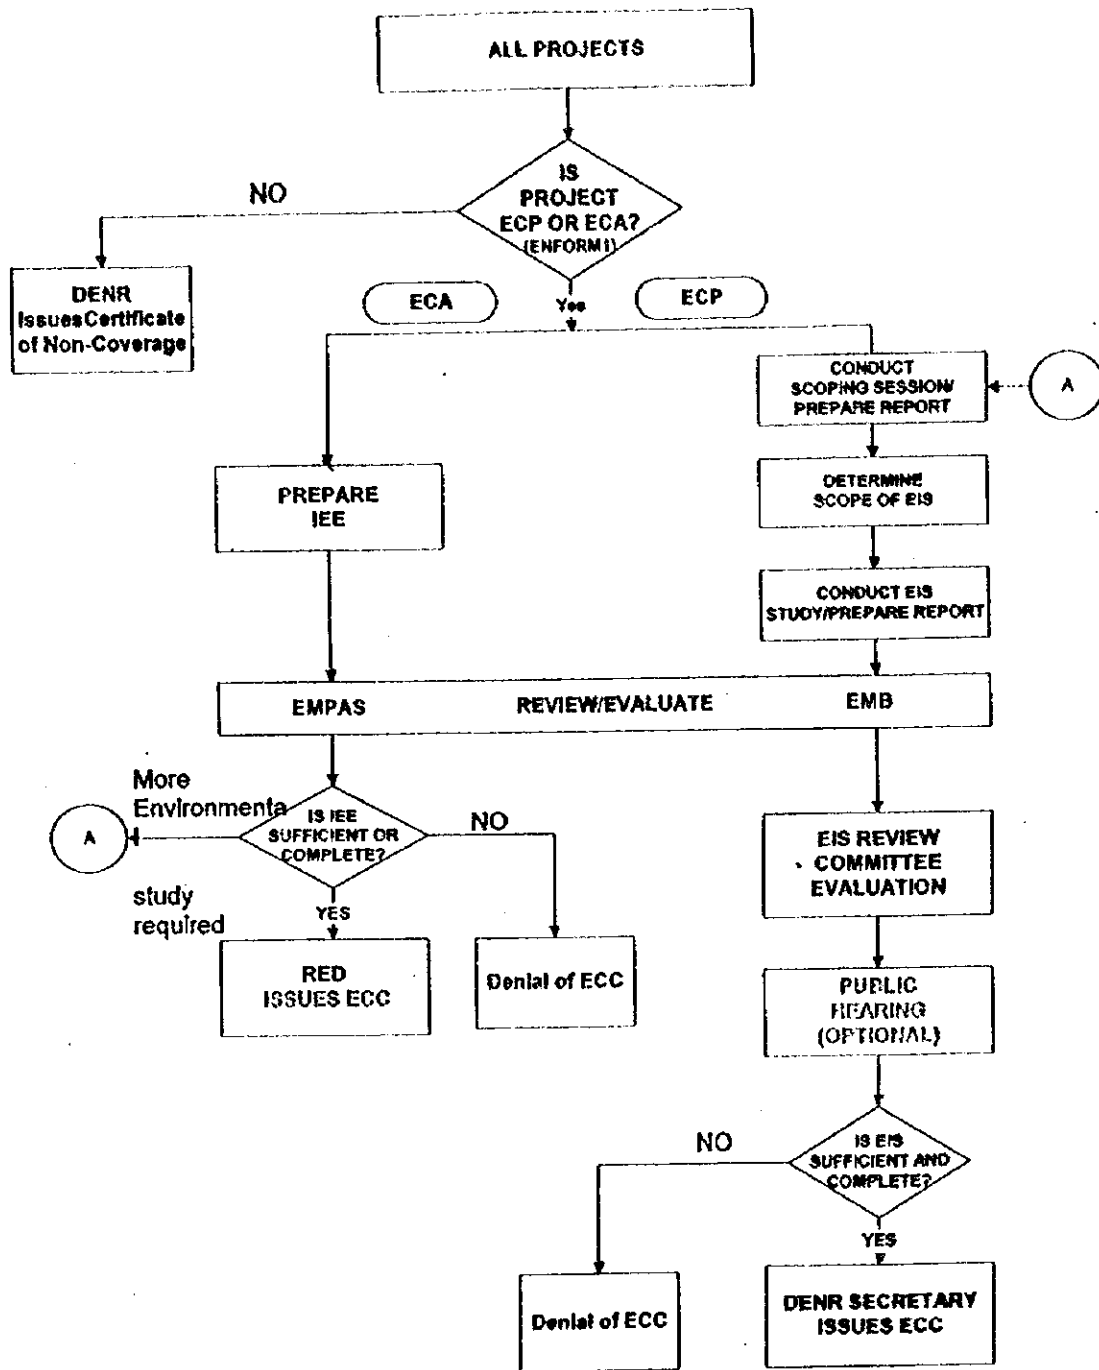 ALL PROJECTS
IS
PROJECT
ECP OR ECA?
(ENFORM1)
NO
DENR
IssuesCertificate
of Non-Coverage
ECA
Yes
ECP
CONDUCT
SCOPING SESSION/
PREPARE REPORT
A
PREPARE
IEE
DETERMINE
SCOPE OF EIS
CONDUCT EIS
STUDY/PREPARE REPORT
EMPAS REVIEW/EVALUATE EMB
More
Environmenta
A
study
required
IS IEE
SUFFICIENT OR
COMPLETE?
NO
YES
RED
ISSUES ECC
Denial of ECC
EIS REVIEW
COMMITTEE
EVALUATION
PUBLIC
HEARING
(OPTIONAL)
IS EIS
SUFFICIENT AND
COMPLETE?
NO
YES
Denial of ECC
DENR SECRETARY
ISSUES ECC